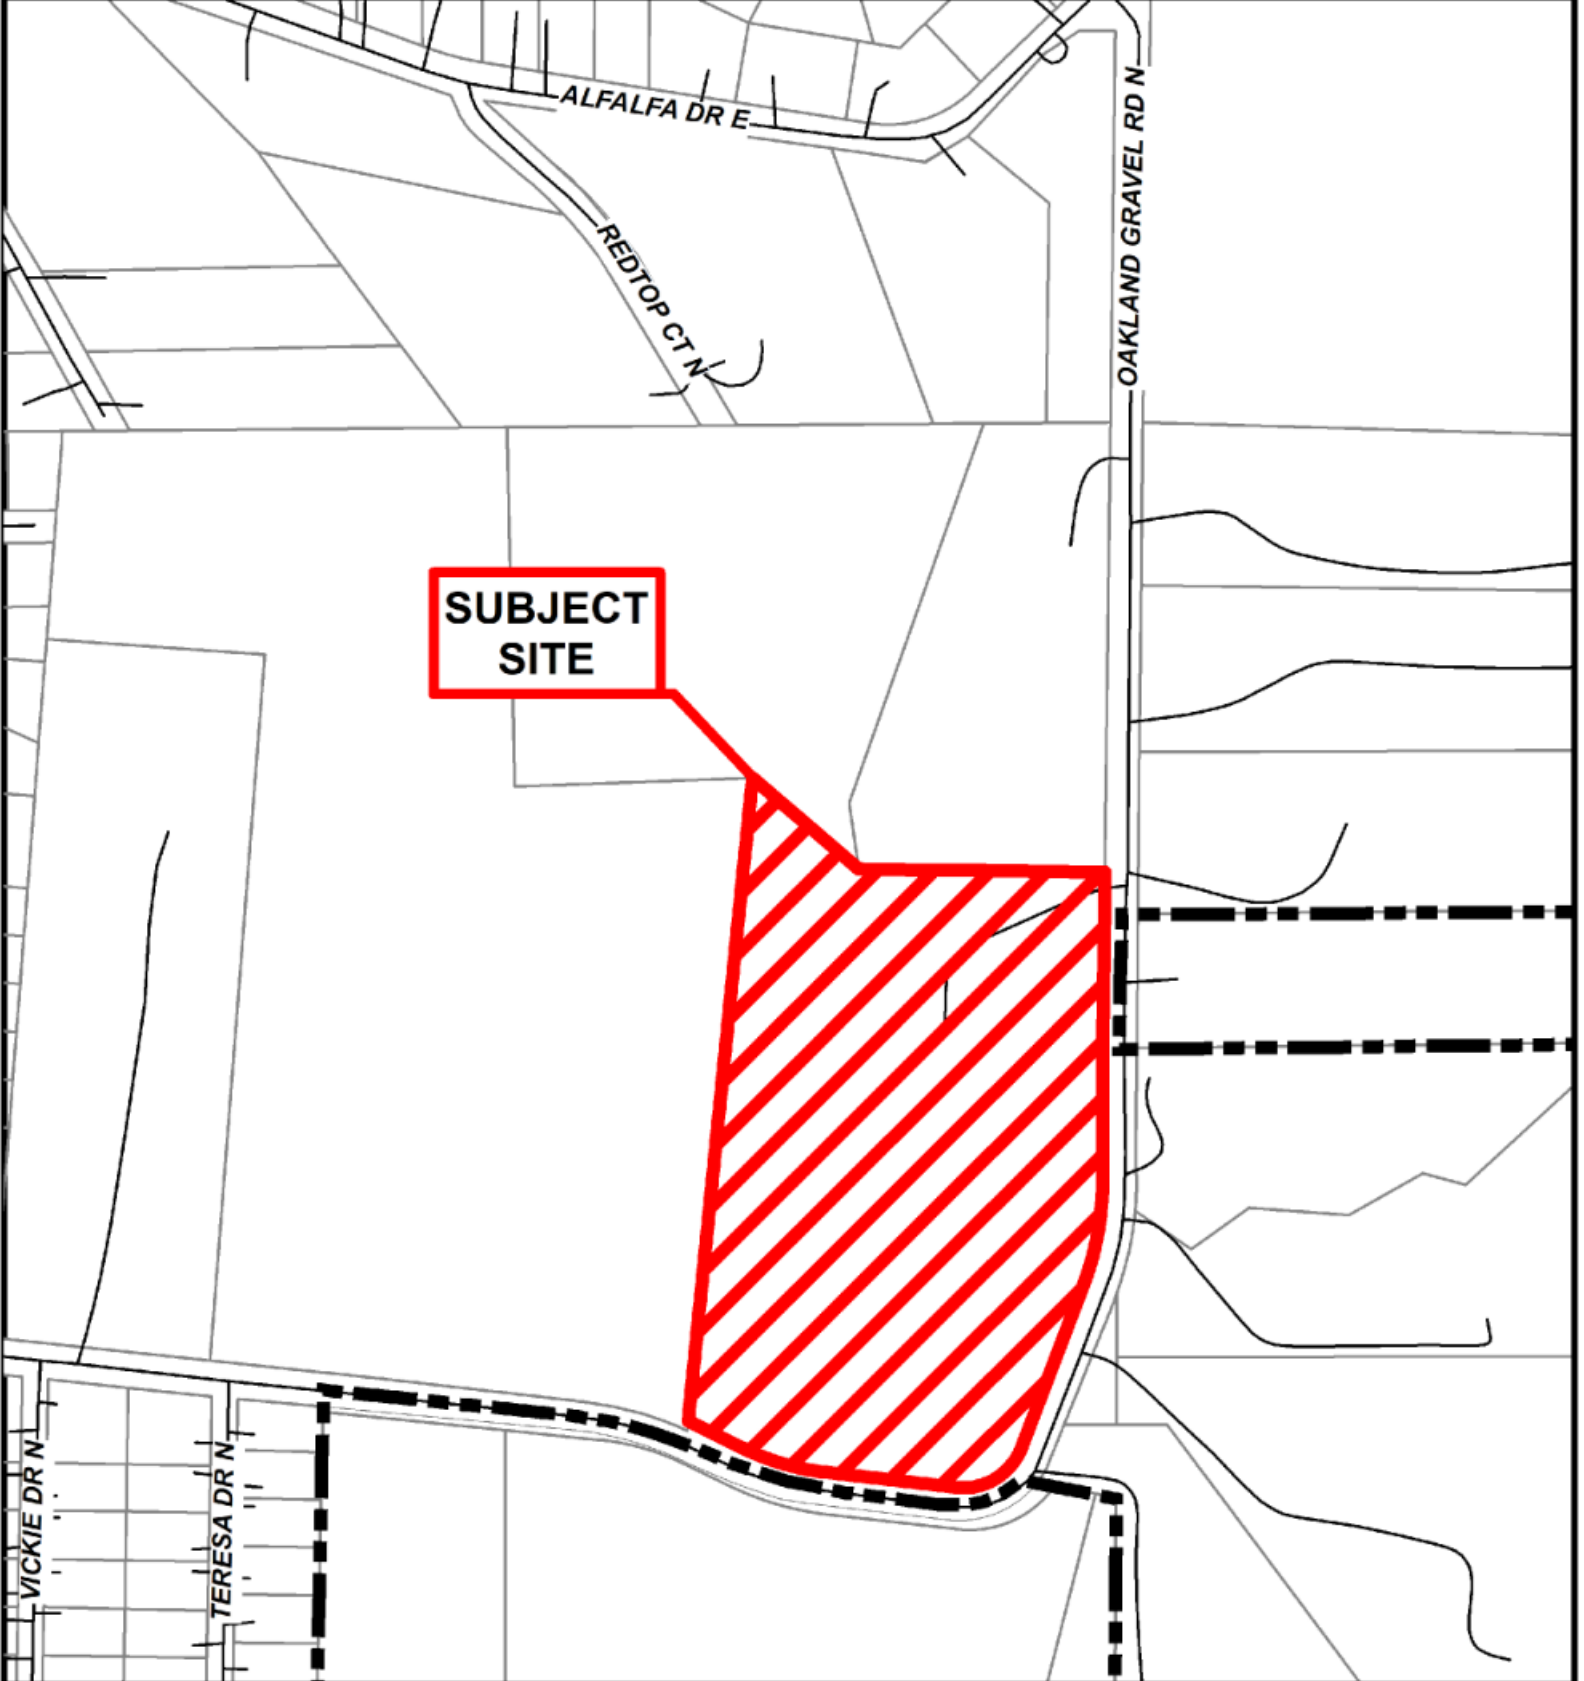 ALFALFA DR E
OAKLAND GRAVEL RD N
REDTOP CT N
SUBJECT
SITE
VICKIE DR N
TERESA DR N